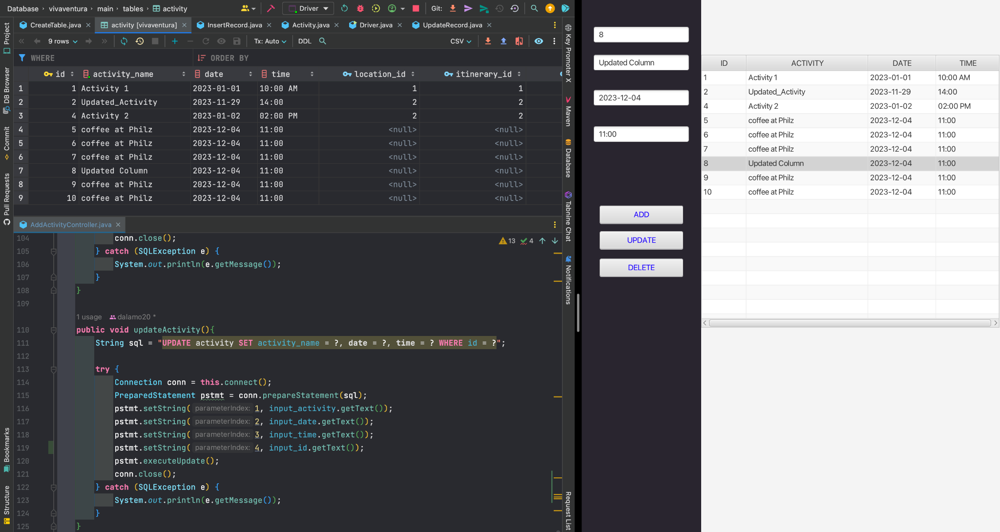 Database › vivaventura › main › tables › activity
Driver
Git:
Project
DB Browser
Commit
Pull Requests
Bookmarks
Structure
CreateTable.java
activity [vivaventura]
InsertRecord.java
Activity.java
Driver.java
UpdateRecord.java
9 rows
Tx: Auto
DDL
CSV
WHERE
ORDER BY
id activity_name date time location_id itinerary_id
1 1 Activity 1 2023-01-01 10:00 AM 1 1
2 2 Updated_Activity 2023-11-29 14:00 2 2
3 4 Activity 2 2023-01-02 02:00 PM 2 2
4 5 coffee at Philz 2023-12-04 11:00 <null> <null>
5 6 coffee at Philz 2023-12-04 11:00 <null> <null>
6 7 coffee at Philz 2023-12-04 11:00 <null> <null>
7 8 Updated Column 2023-12-04 11:00 <null> <null>
8 9 coffee at Philz 2023-12-04 11:00 <null> <null>
9 10 coffee at Philz 2023-12-04 11:00 <null> <null>
AddActivityController.java
13 4
104 conn.close();
105 } catch (SQLException e) {
106 System.out.println(e.getMessage());
107 }
108 }
109
1 usage dalamo20 *
110 public void updateActivity(){
111 String sql = "UPDATE activity SET activity_name = ?, date = ?, time = ? WHERE id = ?";
112
113 try {
114 Connection conn = this.connect();
115 PreparedStatement pstmt = conn.prepareStatement(sql);
116 pstmt.setString( parameterIndex: 1, input_activity.getText());
117 pstmt.setString( parameterIndex: 2, input_date.getText());
118 pstmt.setString( parameterIndex: 3, input_time.getText());
119 pstmt.setString( parameterIndex: 4, input_id.getText());
120 pstmt.executeUpdate();
121 conn.close();
122 } catch (SQLException e) {
123 System.out.println(e.getMessage());
124 }
125 }
Key Promoter X
Maven
Database
Tabnine Chat
Notifications
Request List
8
Updated Column
2023-12-04
11:00
ADD
UPDATE
DELETE
ID ACTIVITY DATE TIME
1 Activity 1 2023-01-01 10:00 AM
2 Updated_Activity 2023-11-29 14:00
4 Activity 2 2023-01-02 02:00 PM
5 coffee at Philz 2023-12-04 11:00
6 coffee at Philz 2023-12-04 11:00
7 coffee at Philz 2023-12-04 11:00
8 Updated Column 2023-12-04 11:00
9 coffee at Philz 2023-12-04 11:00
10 coffee at Philz 2023-12-04 11:00